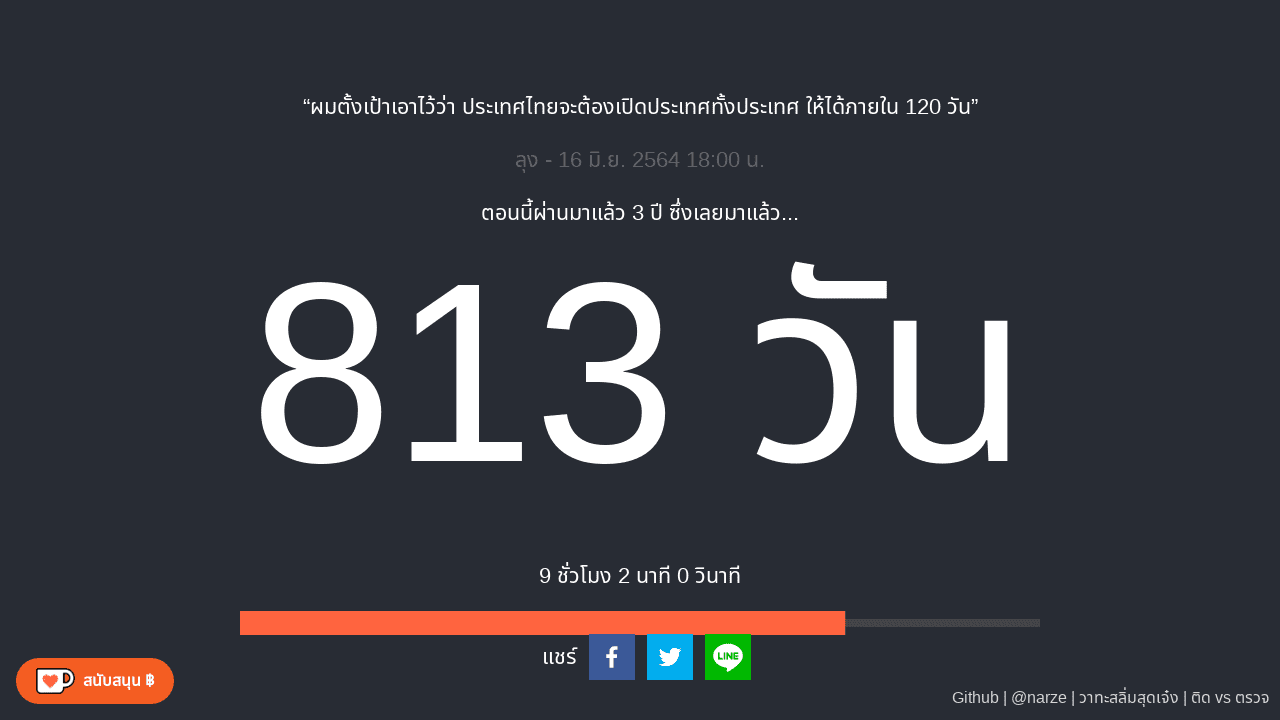 “ผมตั้งเป้าเอาไว้ว่า ประเทศไทยจะต้องเปิดประเทศทั้งประเทศ ให้ได้ภายใน 120 วัน”
ลุง - 16 มิ.ย. 2564 18:00 น.
ตอนนี้ผ่านมาแล้ว 3 ปี ซึ่งเลยมาแล้ว...
813 วัน
9 ชั่วโมง 2 นาที 0 วินาที
แชร์
LINE
สนับสนุน ฿
Github | @narze | วาทะสลิ่มสุดเจ๋ง | ติด vs ตรวจ